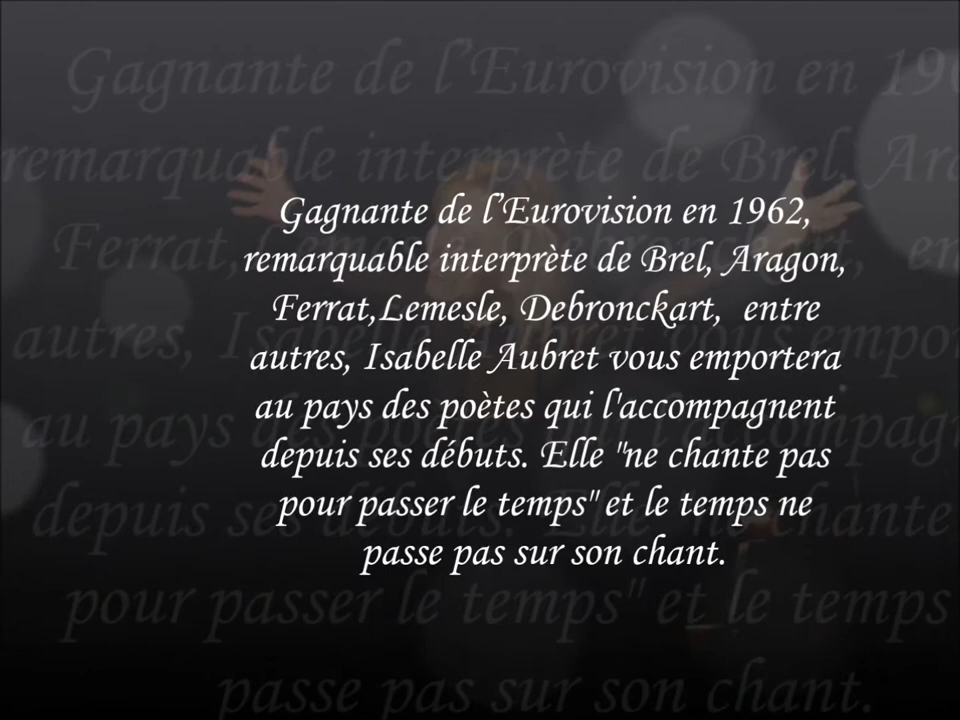 Gagnante de l’Eurovision en 1962,
remarquable interprète de Brel, Aragon,
Ferrat,Lemesle, Debronckart,  entre
autres, Isabelle Aubret vous emportera
au pays des poètes qui l'accompagnent
depuis ses débuts. Elle "ne chante pas
pour passer le temps" et le temps ne
passe pas sur son chant.